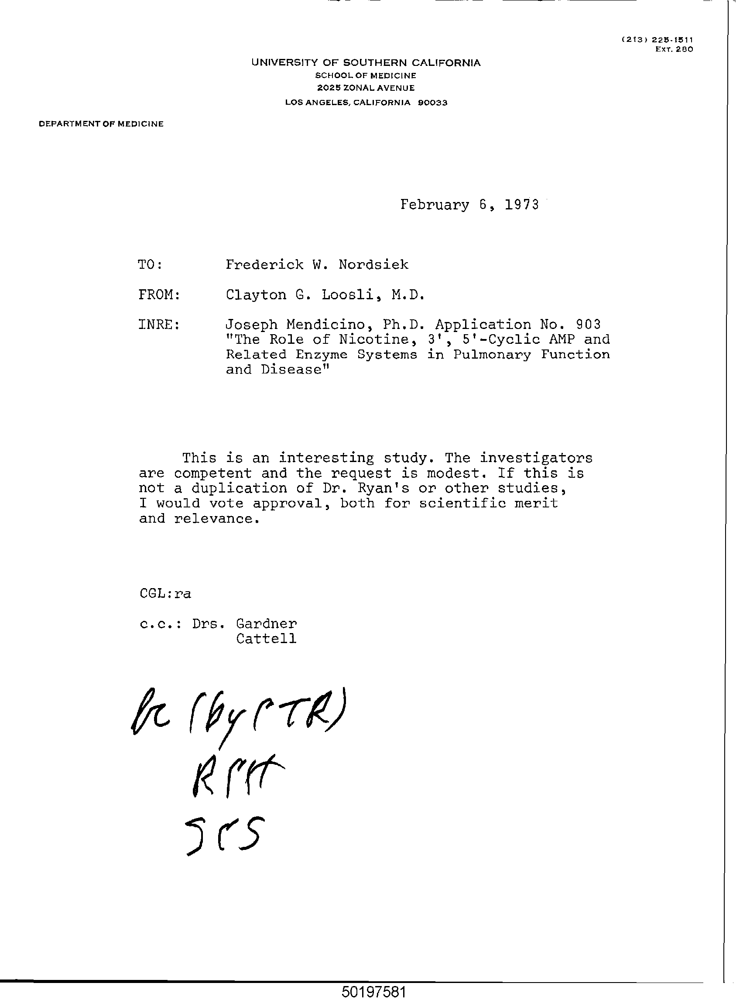 (213) 225-1511
EXT. 280
UNIVERSITY OF SOUTHERN CALIFORNIA
SCHOOL OF MEDICINE
2025 ZONAL AVENUE
LOS ANGELES, CALIFORNIA 90033
DEPARTMENT OF MEDICINE
February 6, 1973
TO: Frederick W. Nordsiek
FROM: Clayton G. Loosli, M.D.
INRE: Joseph Mendicino, Ph.D. Application No. 903
"The Role of Nicotine, 3', 5'-Cyclic AMP and
Related Enzyme Systems in Pulmonary Function
and Disease"
This is an interesting study. The investigators
are competent and the request is modest. If this is
not a duplication of Dr. Ryan's or other studies,
I would vote approval, both for scientific merit
and relevance.
CGL:ra
c.c.: Drs. Gardner
Cattell
(by CTR)
50197581